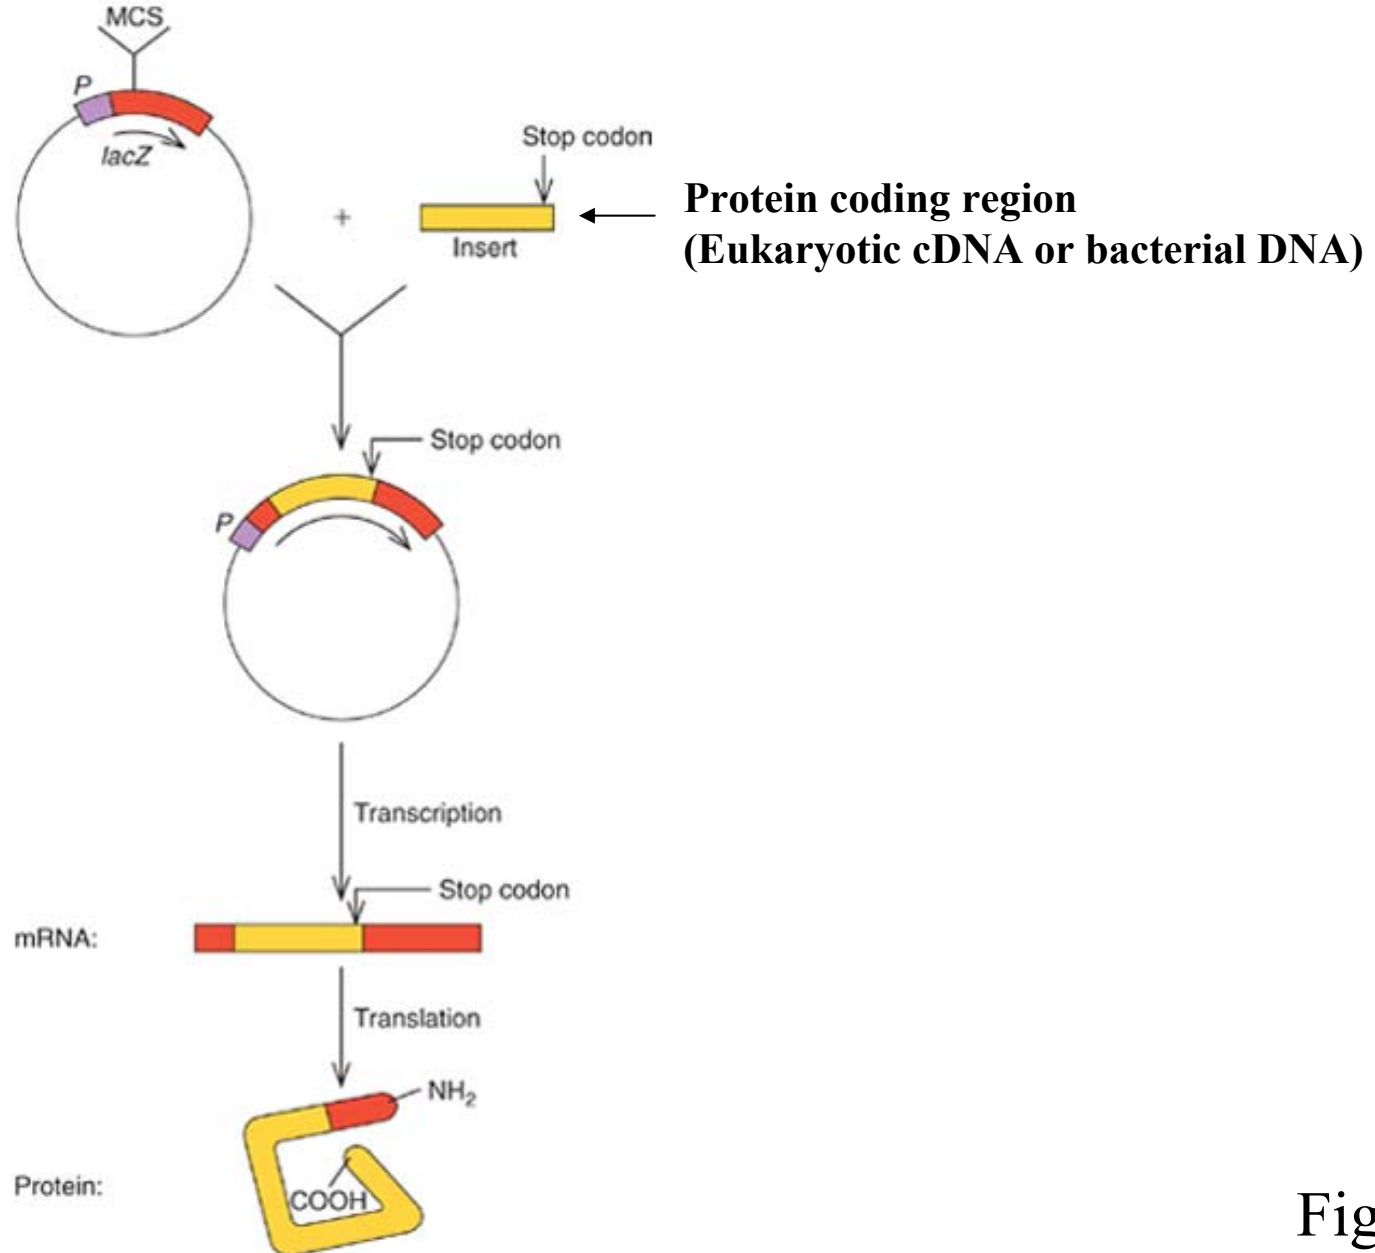 MCS
P
lacZ
Stop codon
+
Insert
Protein coding region
(Eukaryotic cDNA or bacterial DNA)
Stop codon
P
Transcription
Stop codon
mRNA:
Translation
NH₂
Protein:
COOH
Fig